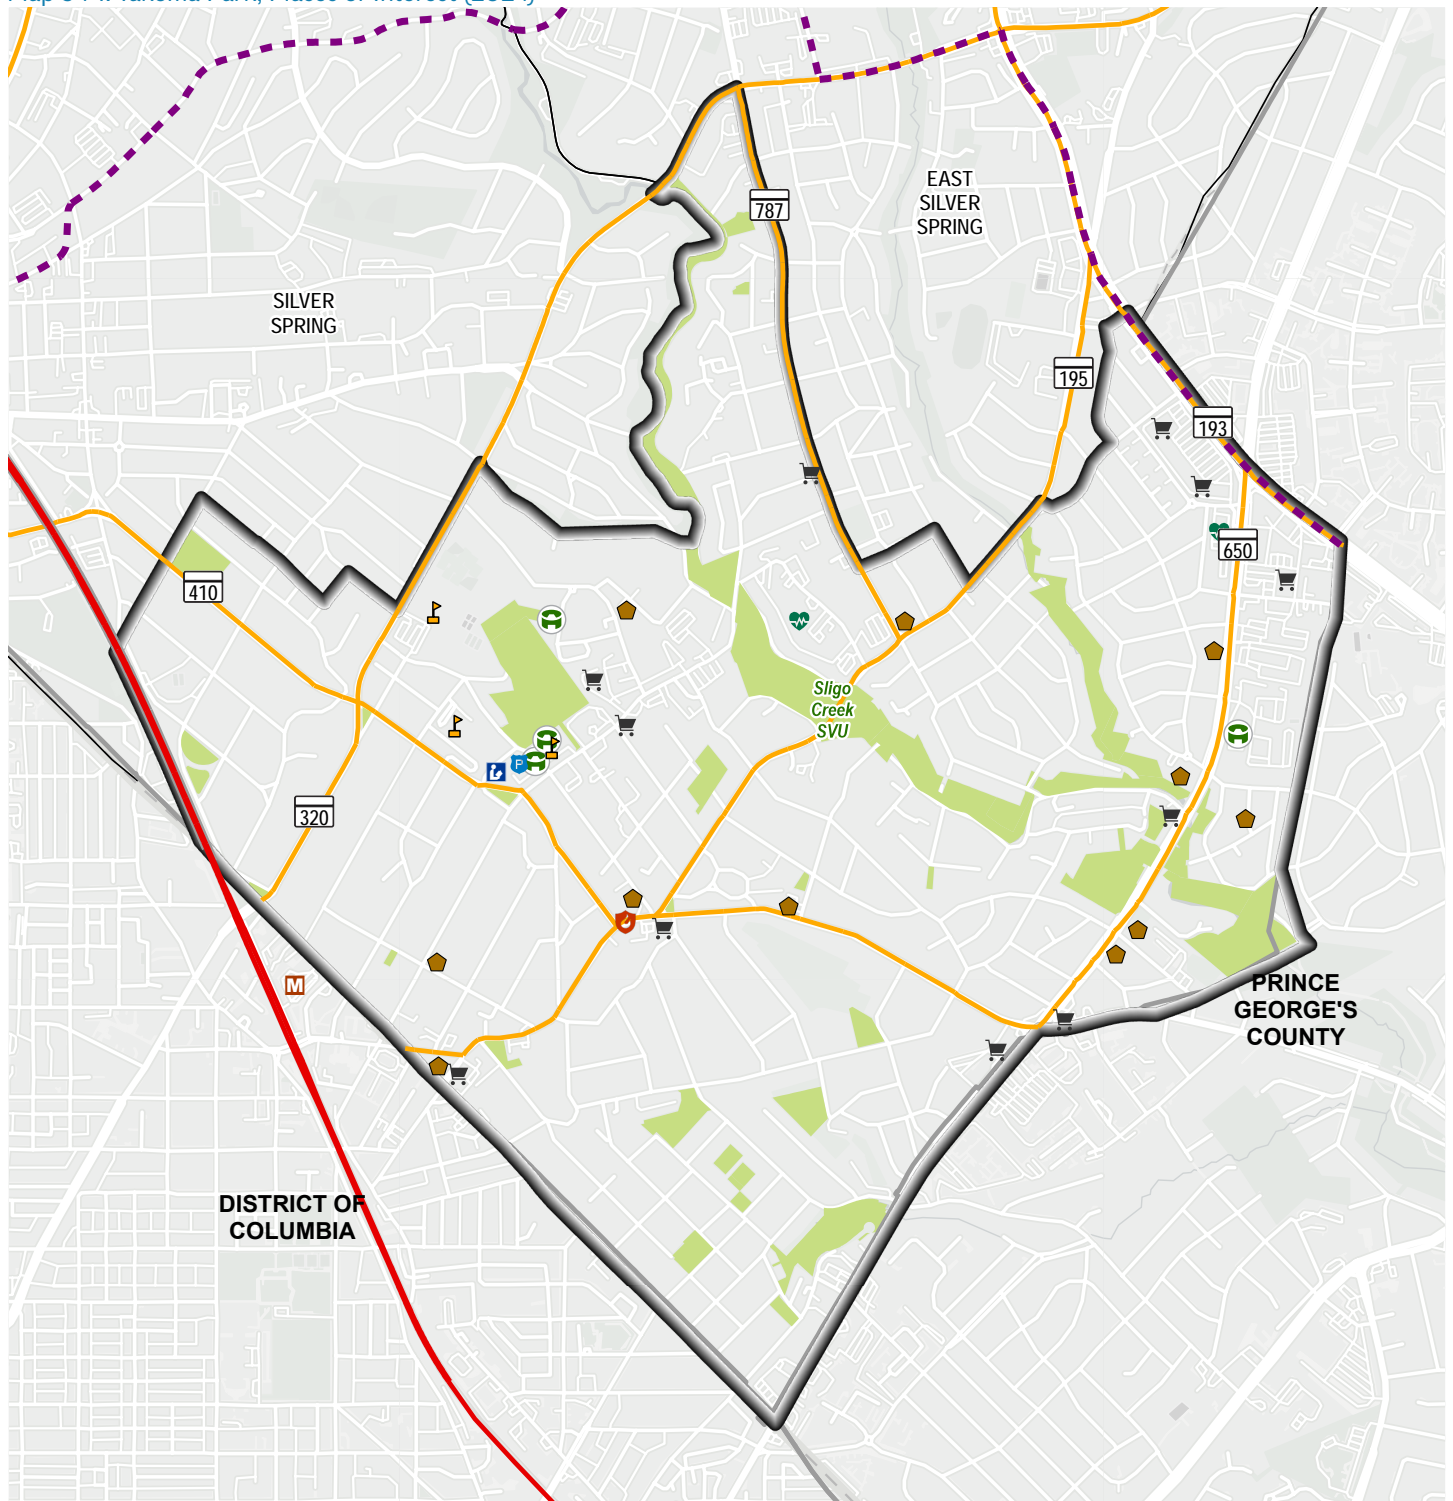 787
EAST
SILVER
SPRING
SILVER
SPRING
195
193
650
410
Sligo
Creek
SVU
P
320
M
PRINCE
GEORGE'S
COUNTY
DISTRICT OF
COLUMBIA